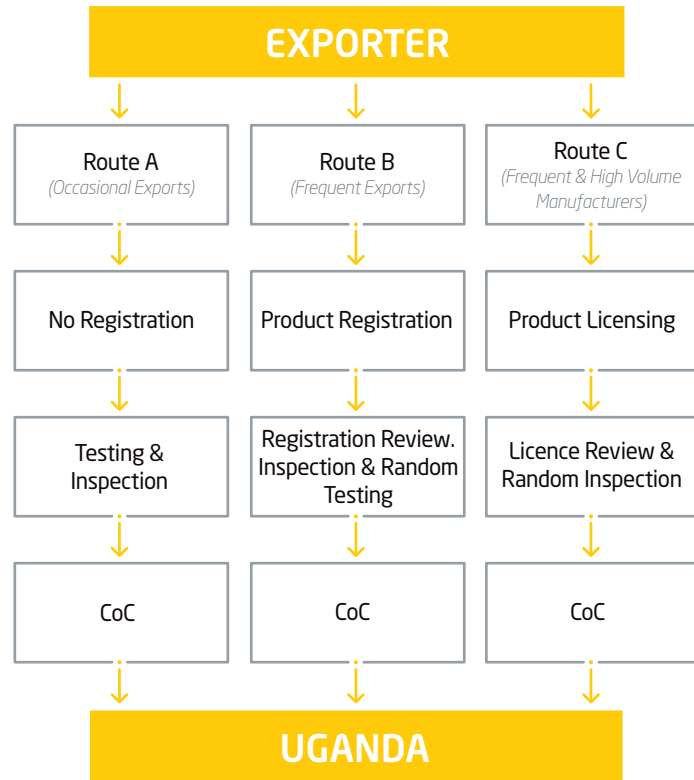 EXPORTER
Route A
(Occasional Exports)
Route B
(Frequent Exports)
Route C
(Frequent & High Volume
Manufacturers)
No Registration
Product Registration
Product Licensing
Testing &
Inspection
Registration Review.
Inspection & Random
Testing
Licence Review &
Random Inspection
CoC
CoC
CoC
UGANDA